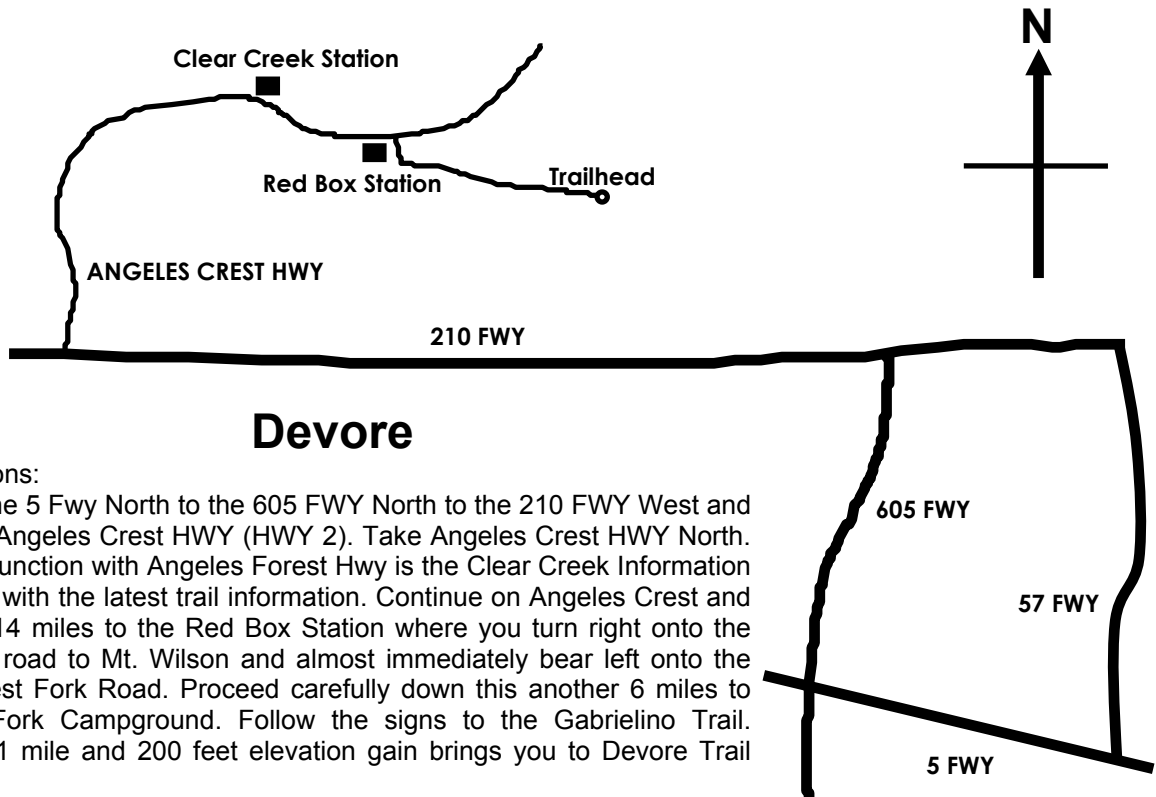 N
Clear Creek Station
Red Box Station
Trailhead
ANGELES CREST HWY
210 FWY
605 FWY
57 FWY
5 FWY
Devore
ons:
he 5 Fwy North to the 605 FWY North to the 210 FWY West and
Angeles Crest HWY (HWY 2). Take Angeles Crest HWY North.
unction with Angeles Forest Hwy is the Clear Creek Information
with the latest trail information. Continue on Angeles Crest and
14 miles to the Red Box Station where you turn right onto the
road to Mt. Wilson and almost immediately bear left onto the
est Fork Road. Proceed carefully down this another 6 miles to
Fork Campground. Follow the signs to the Gabrielino Trail.
1 mile and 200 feet elevation gain brings you to Devore Trail